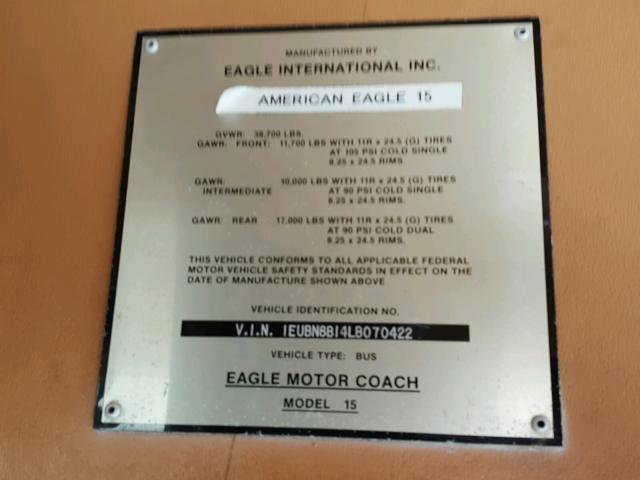 MANUFACTURED BY
EAGLE INTERNATIONAL INC.
AMERICAN EAGLE 15
GVWR: 38,700 LBS.
GAWR: FRONT: 11,700 LBS WITH 11R x 24.5 (G) TIRES
AT 105 PSI COLD SINGLE
8.25 x 24.5 RIMS.
GAWR: 10,000 LBS WITH 11R x 24.5 (G) TIRES
INTERMEDIATE AT 90 PSI COLD SINGLE
8.25 x 24.5 RIMS.
GAWR: REAR 17,000 LBS WITH 11R x 24.5 (G) TIRES
AT 90 PSI COLD DUAL
8.25 x 24.5 RIMS.
THIS VEHICLE CONFORMS TO ALL APPLICABLE FEDERAL
MOTOR VEHICLE SAFETY STANDARDS IN EFFECT ON THE
DATE OF MANUFACTURE SHOWN ABOVE
VEHICLE IDENTIFICATION NO.
V.I.N. 1EUBN8B14LB070422
VEHICLE TYPE: BUS
EAGLE MOTOR COACH
MODEL 15